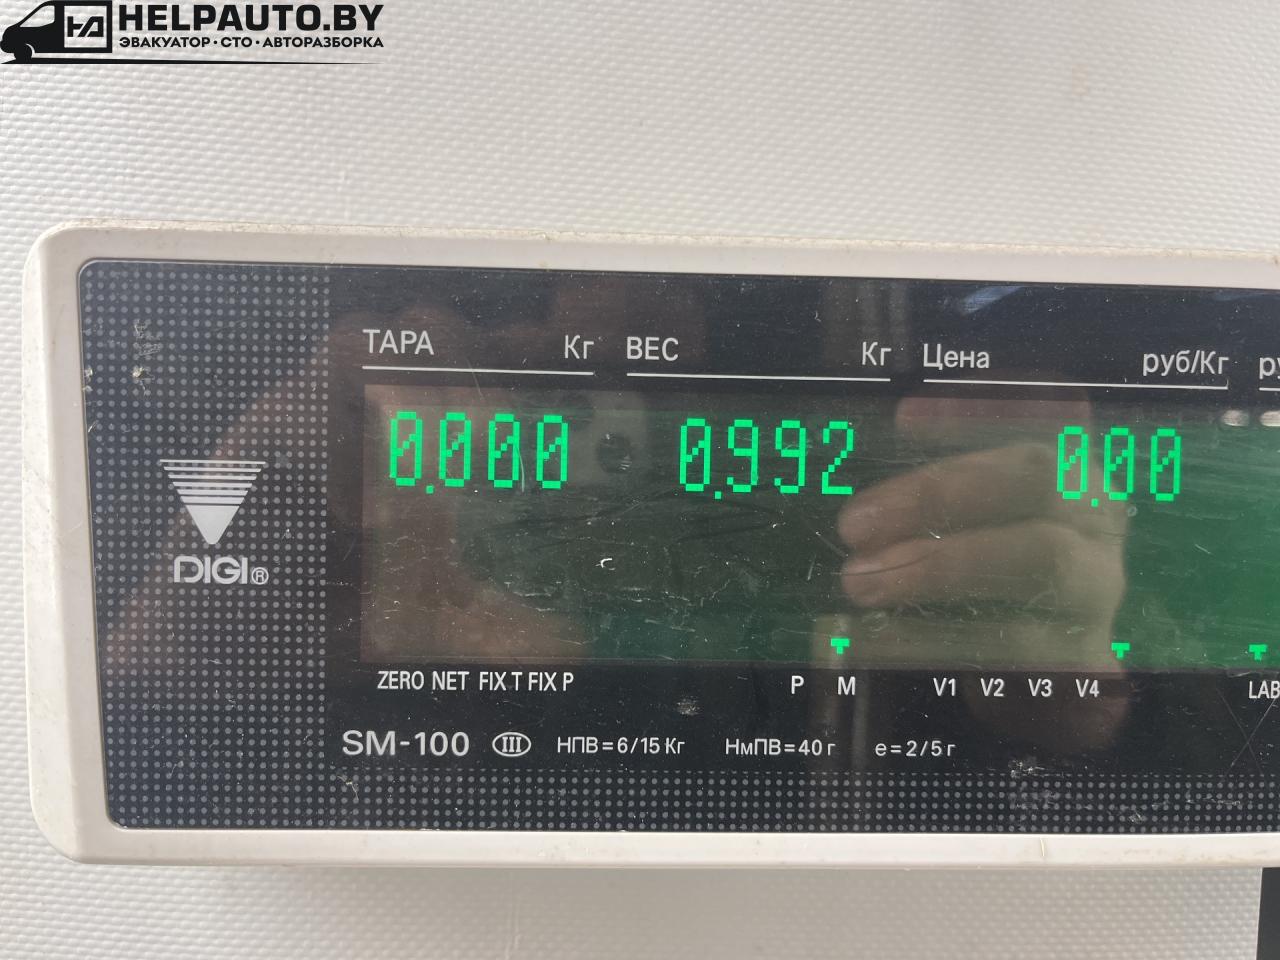 HELPAUTO.BY
ЭВАКУАТОР · СТО · АВТОРАЗБОРКА
ТАРА Кг ВЕС Кг Цена руб/Кг
0.000 0.992 0.00
DIGI®
ZERO NET FIX T FIX P P M V1 V2 V3 V4
SM-100 III НПВ=6/15 Кг НмПВ=40 г e=2/5 г